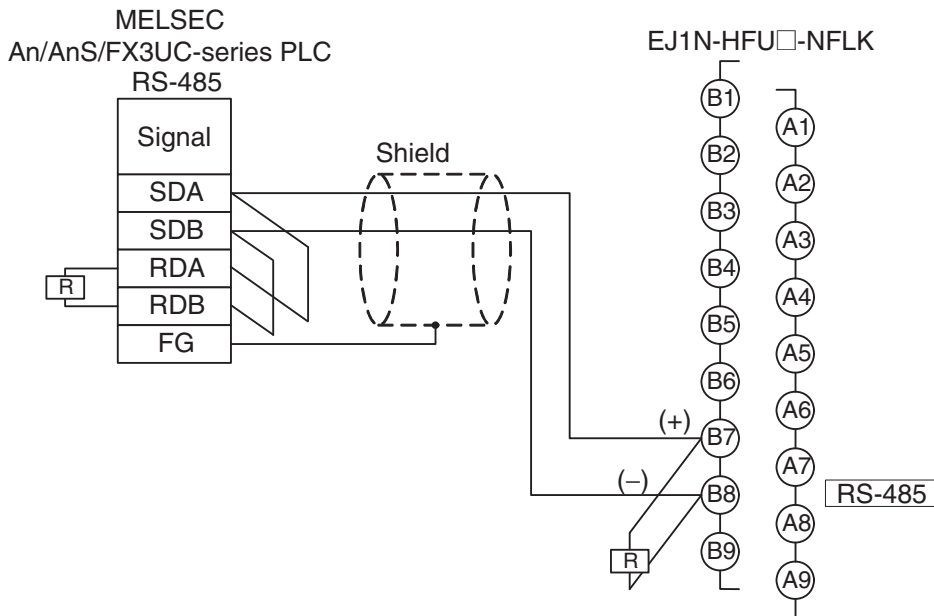 MELSEC
An/AnS/FX3UC-series PLC
RS-485
Signal
SDA
SDB
RDA
RDB
FG
R
Shield
(+)
(−)
R
EJ1N-HFU□-NFLK
B1
B2
B3
B4
B5
B6
B7
B8
B9
A1
A2
A3
A4
A5
A6
A7
A8
A9
RS-485